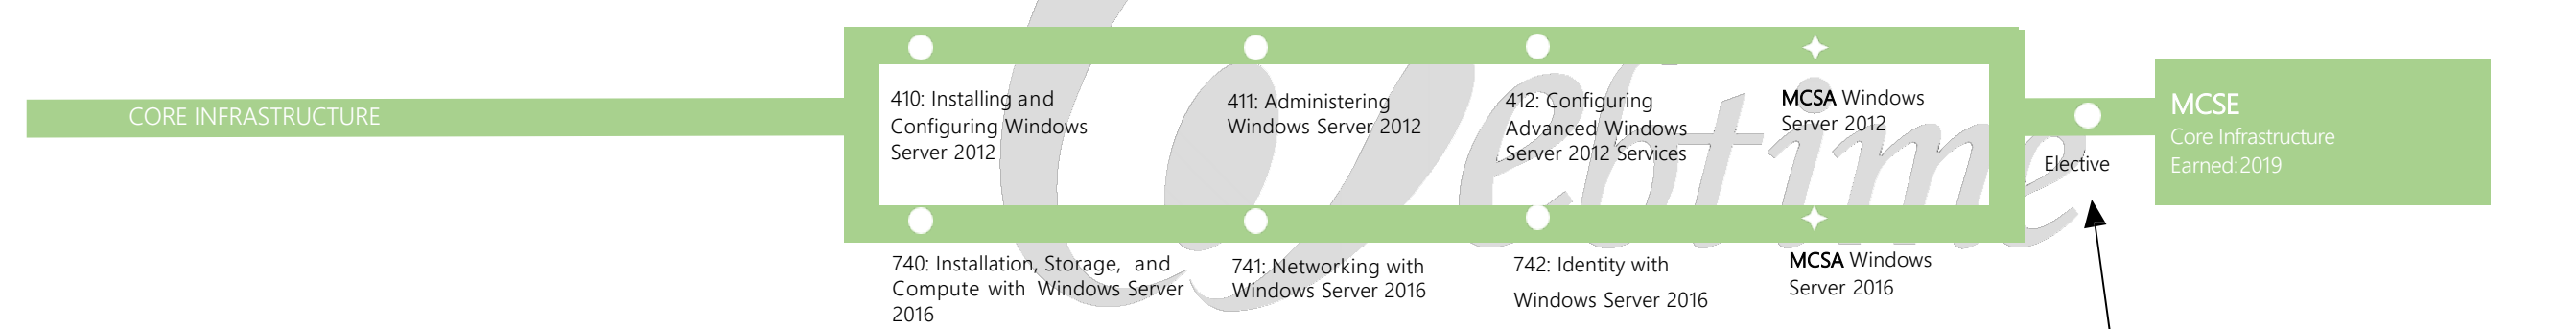 CORE INFRASTRUCTURE
410: Installing and
Configuring Windows
Server 2012
411: Administering
Windows Server 2012
412: Configuring
Advanced Windows
Server 2012 Services
MCSA Windows
Server 2012
740: Installation, Storage, and
Compute with Windows Server
2016
741: Networking with
Windows Server 2016
742: Identity with
Windows Server 2016
MCSA Windows
Server 2016
Elective
MCSE
Core Infrastructure
Earned:2019